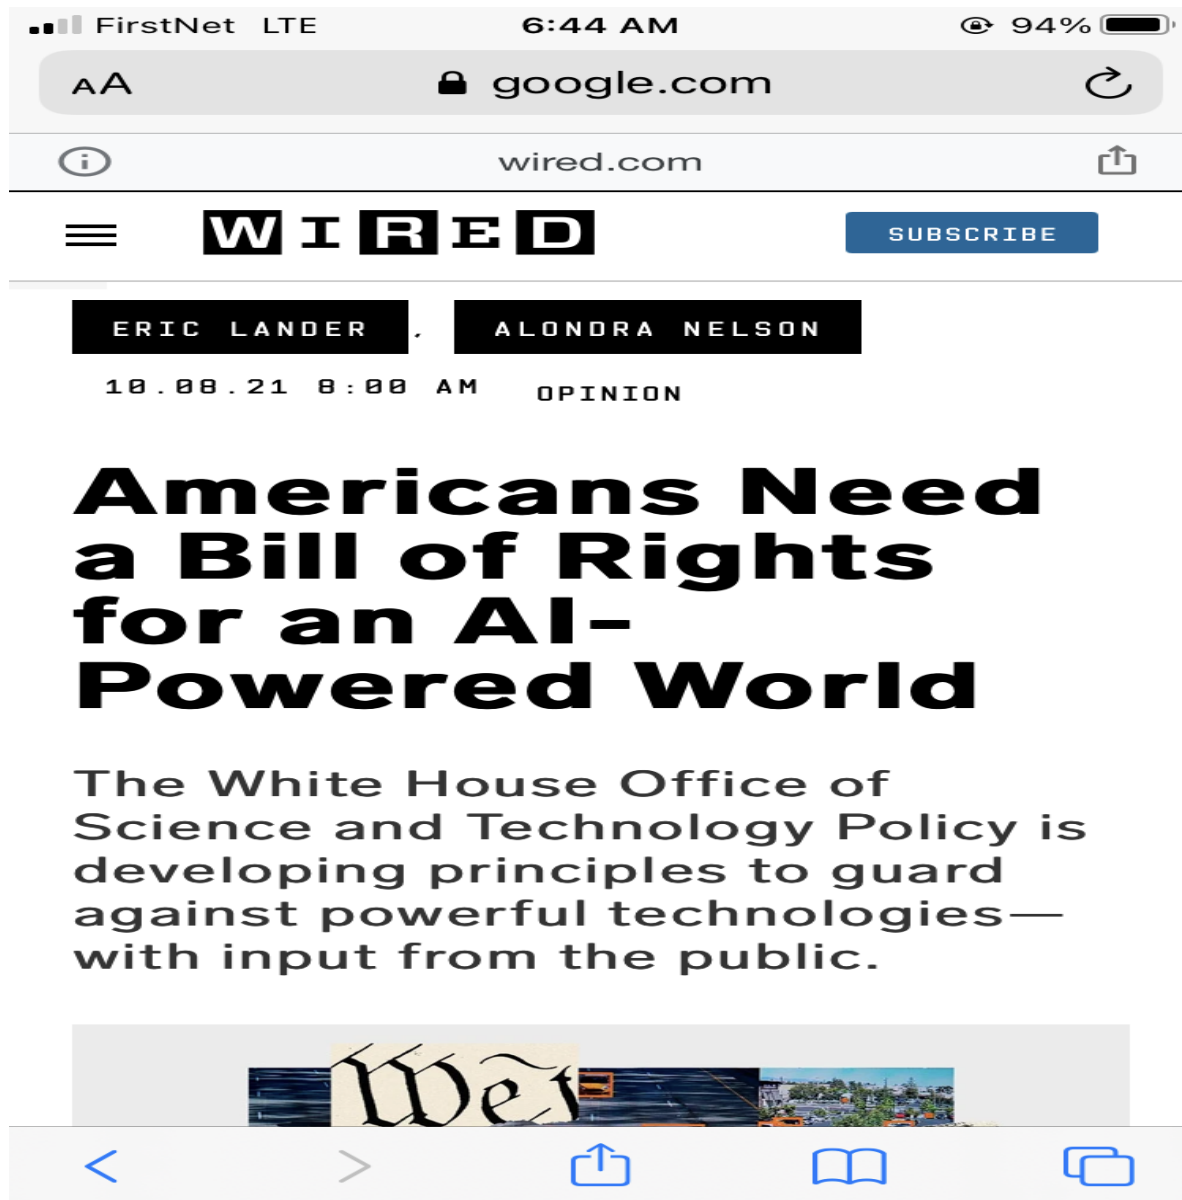 FirstNet LTE 6:44 AM 94%
AA google.com
wired.com
WIRED SUBSCRIBE
ERIC LANDER, ALONDRA NELSON
10.08.21 8:00 AM OPINION
Americans Need
a Bill of Rights
for an AI-
Powered World
The White House Office of
Science and Technology Policy is
developing principles to guard
against powerful technologies—
with input from the public.
We t